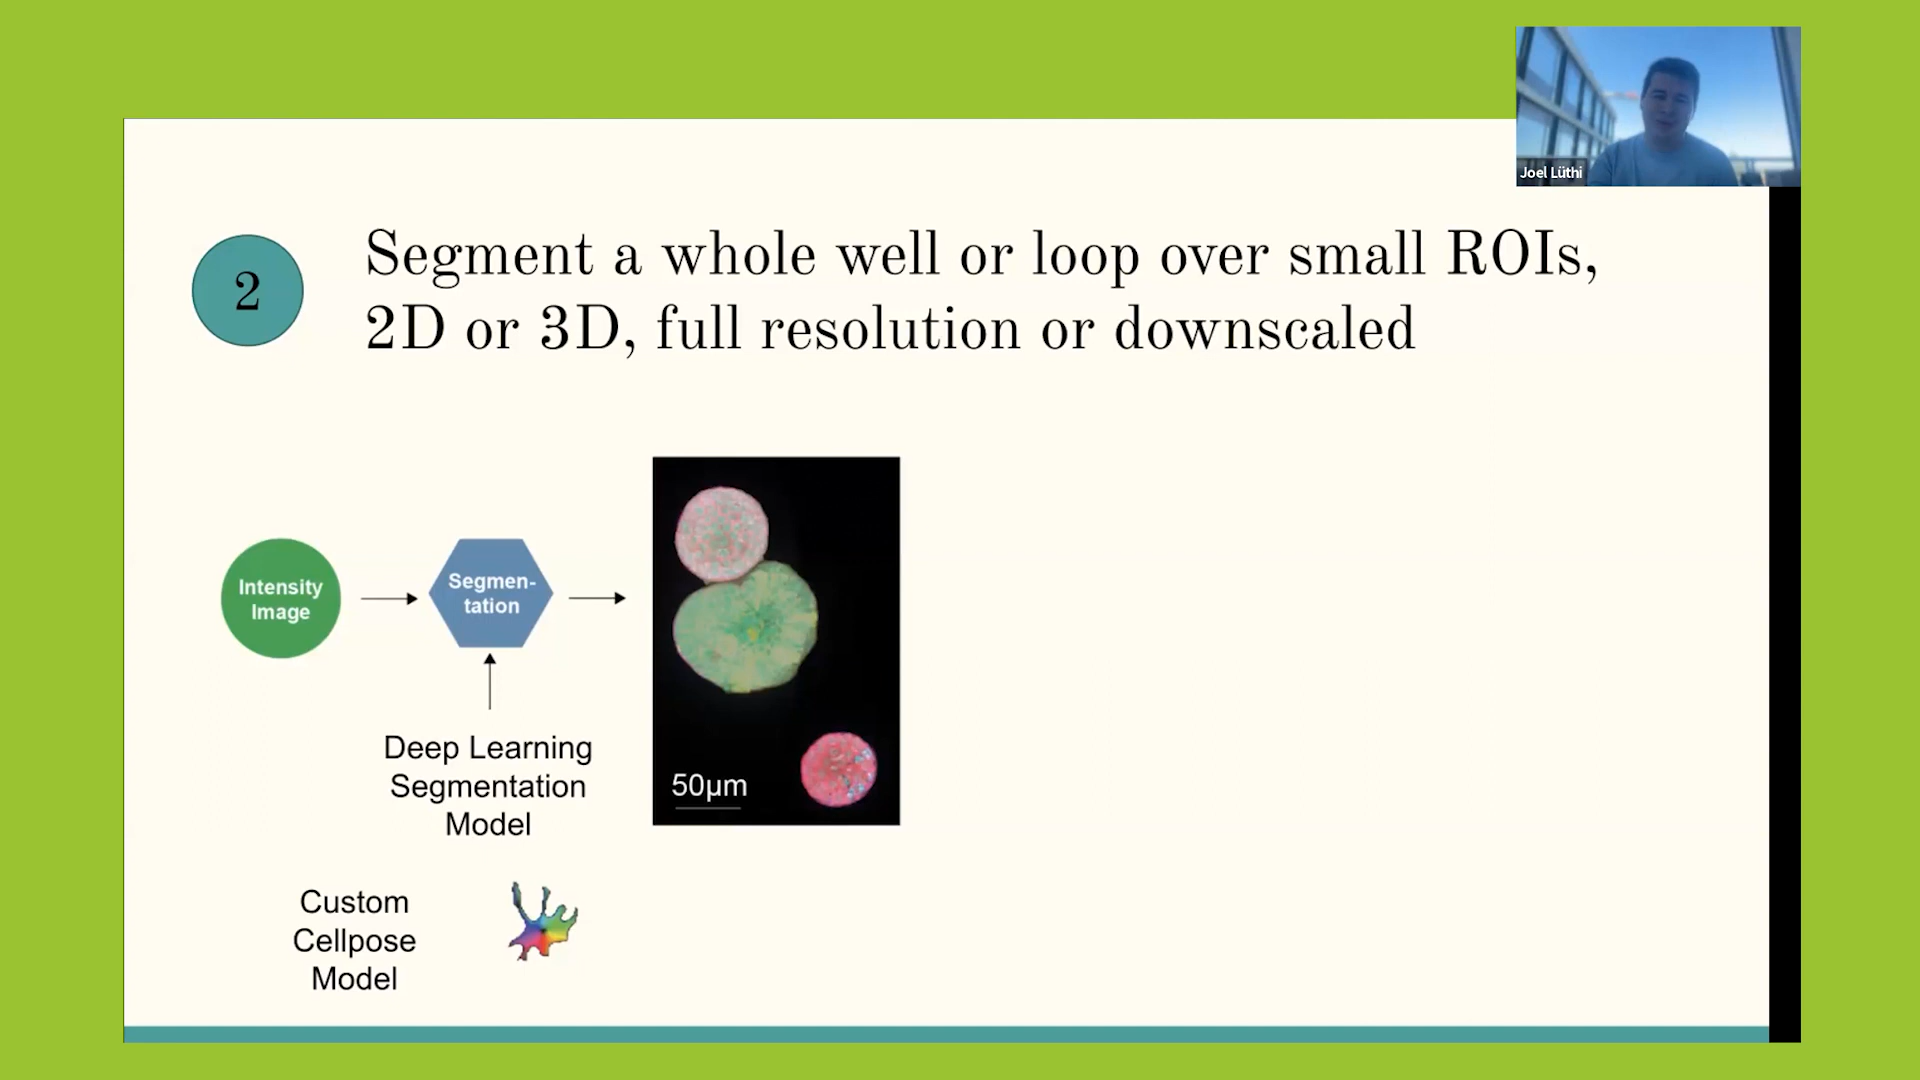 Joel Lüthi
2
Segment a whole well or loop over small ROIs,
2D or 3D, full resolution or downscaled
Intensity
Image
Segmen-
tation
Deep Learning
Segmentation
Model
Custom
Cellpose
Model
50µm